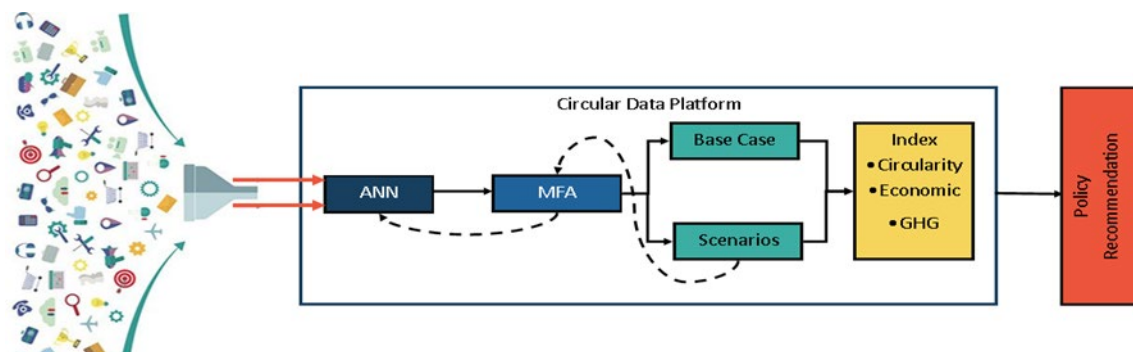 Circular Data Platform
ANN
MFA
Base Case
Scenarios
Index
•Circularity
•Economic
•GHG
Policy
Recommendation